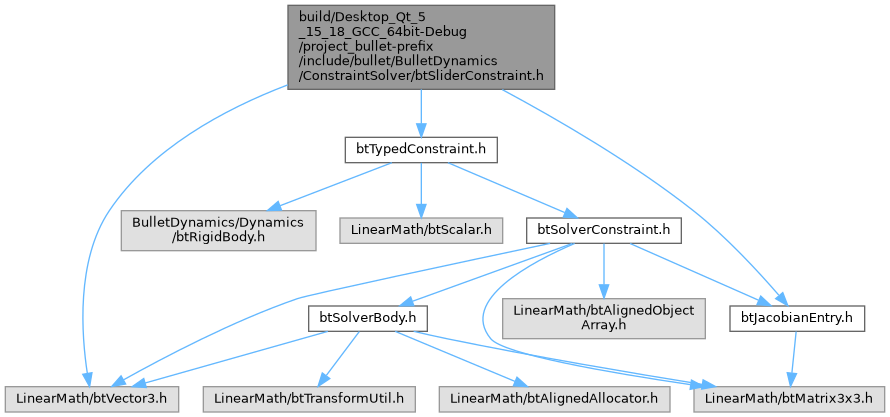 build/Desktop_Qt_5
_15_18_GCC_64bit-Debug
/project_bullet-prefix
/include/bullet/BulletDynamics
/ConstraintSolver/btSliderConstraint.h
btTypedConstraint.h
BulletDynamics/Dynamics
/btRigidBody.h
LinearMath/btScalar.h
btSolverConstraint.h
btSolverBody.h
LinearMath/btAlignedObject
Array.h
btJacobianEntry.h
LinearMath/btVector3.h
LinearMath/btTransformUtil.h
LinearMath/btAlignedAllocator.h
LinearMath/btMatrix3x3.h